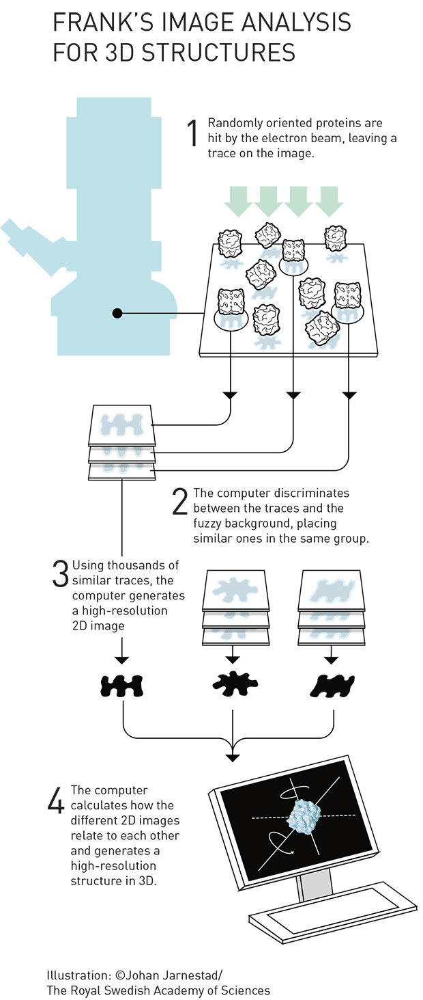 FRANK'S IMAGE ANALYSIS
FOR 3D STRUCTURES
1
Randomly oriented proteins are
hit by the electron beam, leaving a
trace on the image.
2
The computer discriminates
between the traces and the
fuzzy background, placing
similar ones in the same group.
3
Using thousands of
similar traces, the
computer generates
a high-resolution
2D image
4
The computer
calculates how the
different 2D images
relate to each other
and generates a
high-resolution
structure in 3D.
Illustration: ©Johan Jarnestad/
The Royal Swedish Academy of Sciences